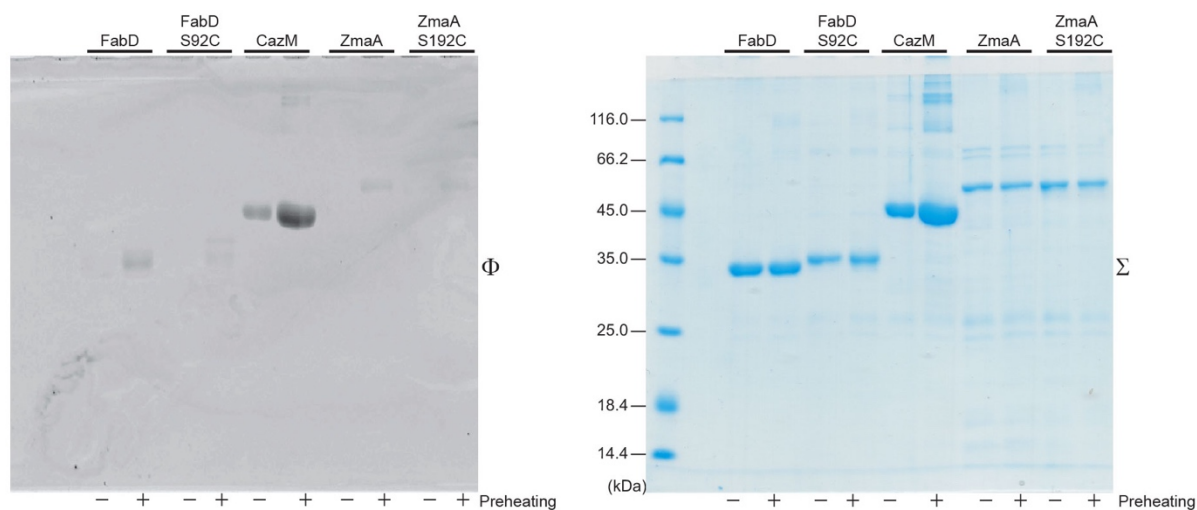 FabD
FabD
S92C
CazM
ZmaA
ZmaA
S192C
Φ
− + − + − + − + − + Preheating
FabD
FabD
S92C
CazM
ZmaA
ZmaA
S192C
116.0
66.2
45.0
35.0
25.0
18.4
14.4
(kDa)
Σ
− + − + − + − + − + Preheating